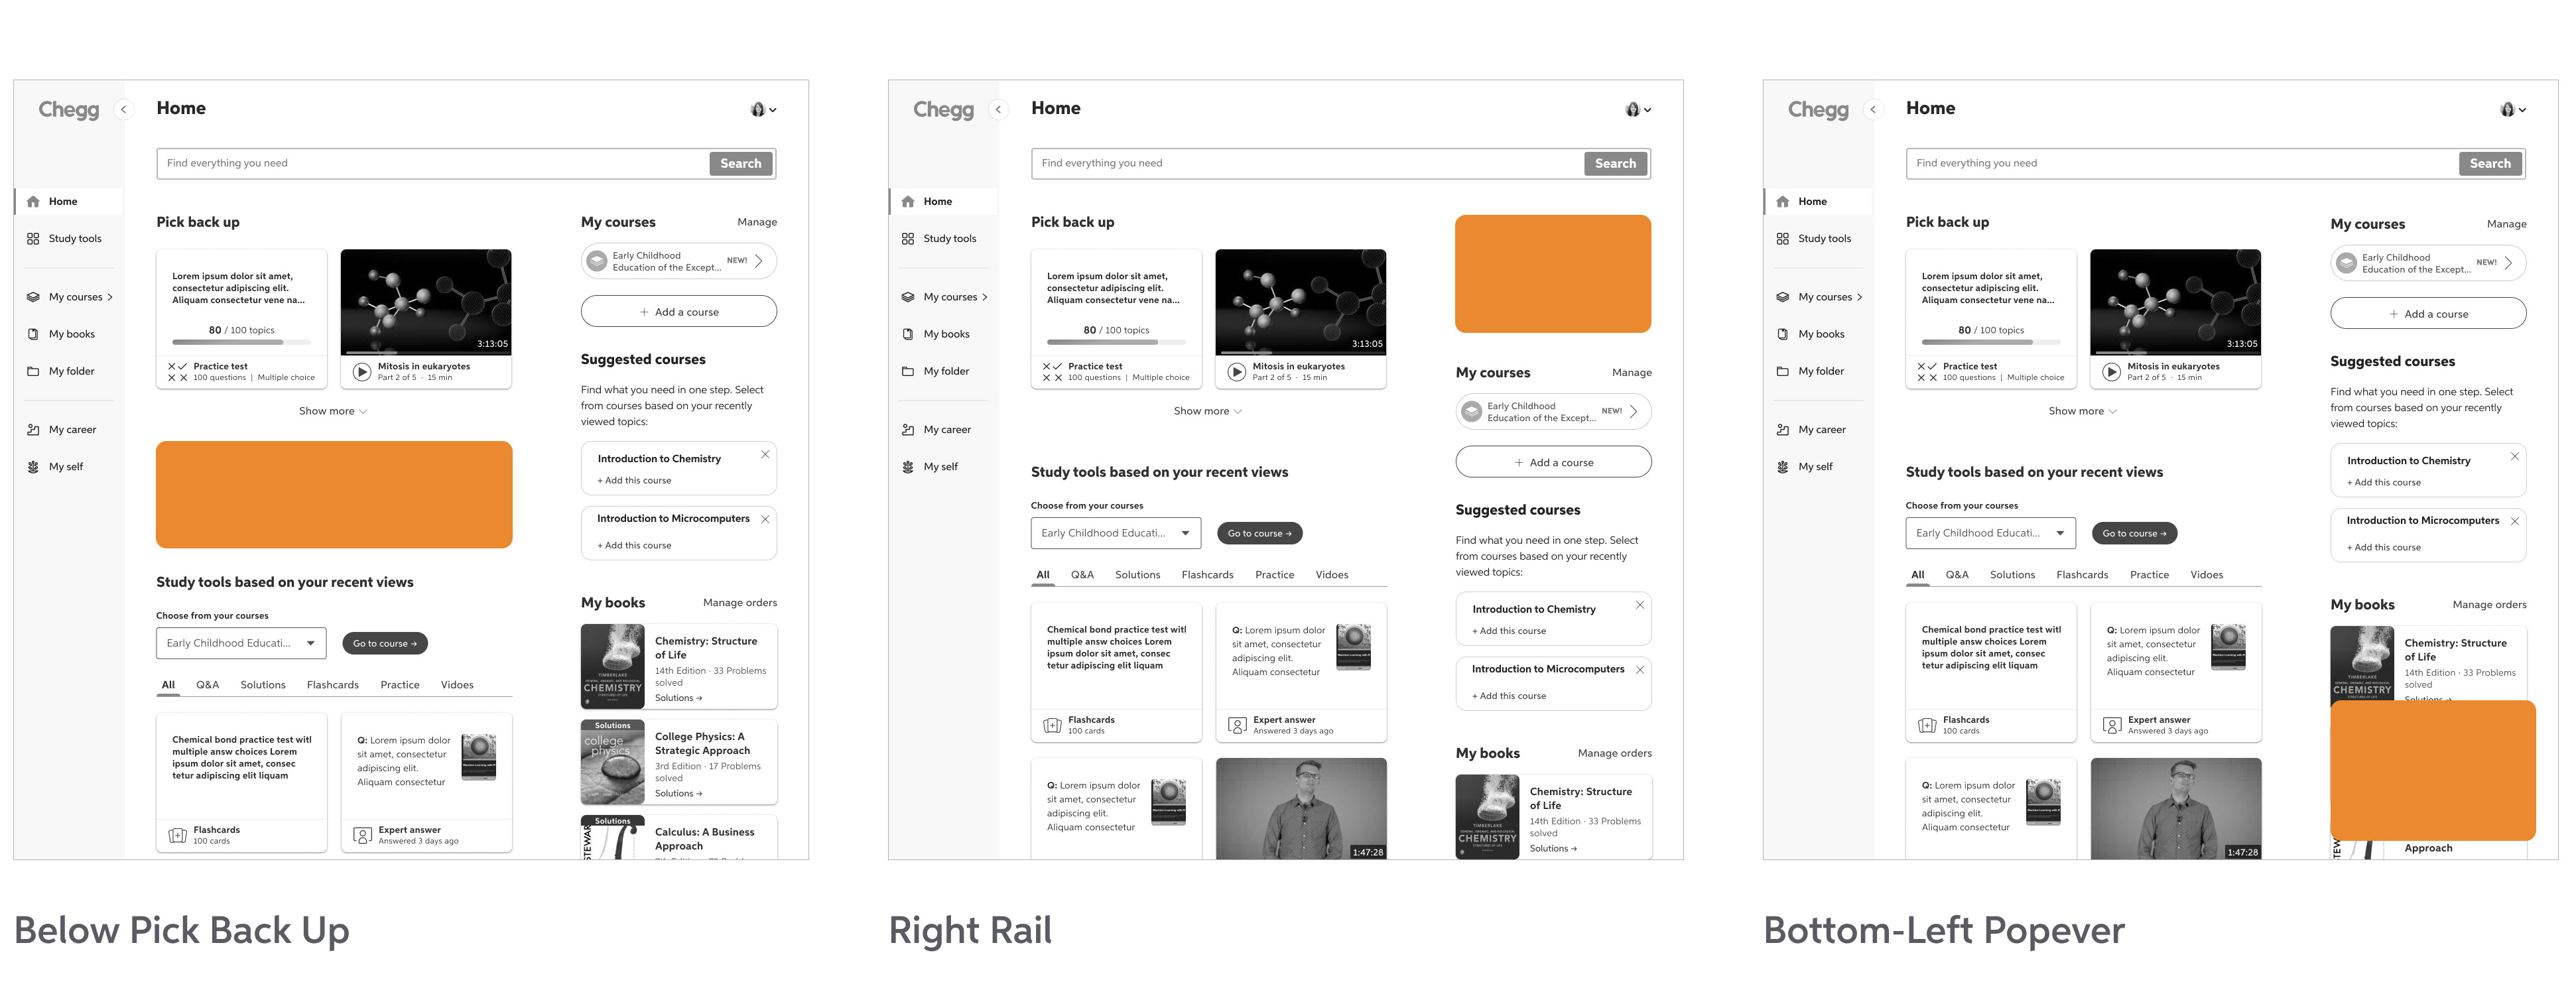 Chegg
Home
Find everything you need
Search
Home
Study tools
My courses
My books
My folder
My career
My self
Pick back up
Lorem ipsum dolor sit amet,
consectetur adipiscing elit.
Aliquam consectetur vene na...
80 / 100 topics
Practice test
100 questions | Multiple choice
3:13:05
Mitosis in eukaryotes
Part 2 of 5 · 15 min
Show more
Study tools based on your recent views
Choose from your courses
Early Childhood Educati...
Go to course →
All Q&A Solutions Flashcards Practice Vidoes
Chemical bond practice test witl
multiple answ choices Lorem
ipsum dolor sit amet, consec
tetur adipiscing elit liquam
Flashcards
100 cards
Q: Lorem ipsum dolor
sit amet, consectetur
adipiscing elit.
Aliquam consectetur
Expert answer
Answered 3 days ago
My courses
Manage
Early Childhood
Education of the Except...
NEW!
+ Add a course
Suggested courses
Find what you need in one step. Select
from courses based on your recently
viewed topics:
Introduction to Chemistry
+ Add this course
Introduction to Microcomputers
+ Add this course
My books
Manage orders
TIMBERLAKE
CHEMISTRY
Chemistry: Structure
of Life
14th Edition · 33 Problems
solved
Solutions →
Solutions
college
physics
College Physics: A
Strategic Approach
3rd Edition · 17 Problems
solved
Solutions →
Solutions
STEWAR
Calculus: A Business
Approach
Below Pick Back Up
Chegg
Home
Find everything you need
Search
Home
Study tools
My courses
My books
My folder
My career
My self
Pick back up
Lorem ipsum dolor sit amet,
consectetur adipiscing elit.
Aliquam consectetur vene na...
80 / 100 topics
Practice test
100 questions | Multiple choice
3:13:05
Mitosis in eukaryotes
Part 2 of 5 · 15 min
Show more
Study tools based on your recent views
Choose from your courses
Early Childhood Educati...
Go to course →
All Q&A Solutions Flashcards Practice Vidoes
Chemical bond practice test witl
multiple answ choices Lorem
ipsum dolor sit amet, consec
tetur adipiscing elit liquam
Flashcards
100 cards
Q: Lorem ipsum dolor
sit amet, consectetur
adipiscing elit.
Aliquam consectetur
Expert answer
Answered 3 days ago
Q: Lorem ipsum dolor
sit amet, consectetur
adipiscing elit.
Aliquam consectetur
1:47:28
My courses
Manage
Early Childhood
Education of the Except...
NEW!
+ Add a course
Suggested courses
Find what you need in one step. Select
from courses based on your recently
viewed topics:
Introduction to Chemistry
+ Add this course
Introduction to Microcomputers
+ Add this course
My books
Manage orders
TIMBERLAKE
CHEMISTRY
Chemistry: Structure
of Life
14th Edition · 33 Problems
solved
Solutions →
Right Rail
Chegg
Home
Find everything you need
Search
Home
Study tools
My courses
My books
My folder
My career
My self
Pick back up
Lorem ipsum dolor sit amet,
consectetur adipiscing elit.
Aliquam consectetur vene na...
80 / 100 topics
Practice test
100 questions | Multiple choice
3:13:05
Mitosis in eukaryotes
Part 2 of 5 · 15 min
Show more
Study tools based on your recent views
Choose from your courses
Early Childhood Educati...
Go to course →
All Q&A Solutions Flashcards Practice Vidoes
Chemical bond practice test witl
multiple answ choices Lorem
ipsum dolor sit amet, consec
tetur adipiscing elit liquam
Flashcards
100 cards
Q: Lorem ipsum dolor
sit amet, consectetur
adipiscing elit.
Aliquam consectetur
Expert answer
Answered 3 days ago
Q: Lorem ipsum dolor
sit amet, consectetur
adipiscing elit.
Aliquam consectetur
1:47:28
My courses
Manage
Early Childhood
Education of the Except...
NEW!
+ Add a course
Suggested courses
Find what you need in one step. Select
from courses based on your recently
viewed topics:
Introduction to Chemistry
+ Add this course
Introduction to Microcomputers
+ Add this course
My books
Manage orders
TIMBERLAKE
CHEMISTRY
Chemistry: Structure
of Life
14th Edition · 33 Problems
solved
Solutions →
Approach
Bottom-Left Popever